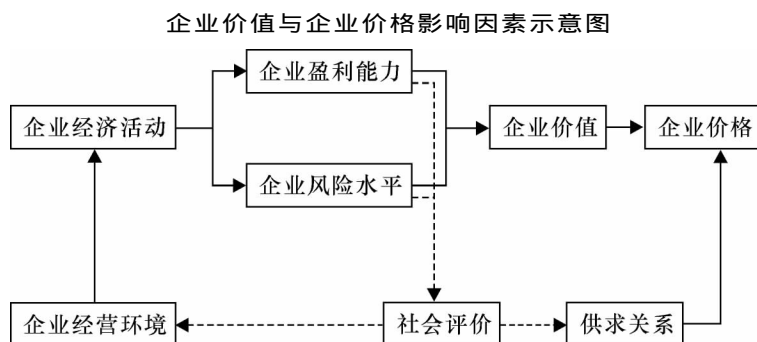 企业价值与企业价格影响因素示意图
企业盈利能力
企业经济活动
企业价值
企业价格
企业风险水平
企业经营环境
社会评价
供求关系